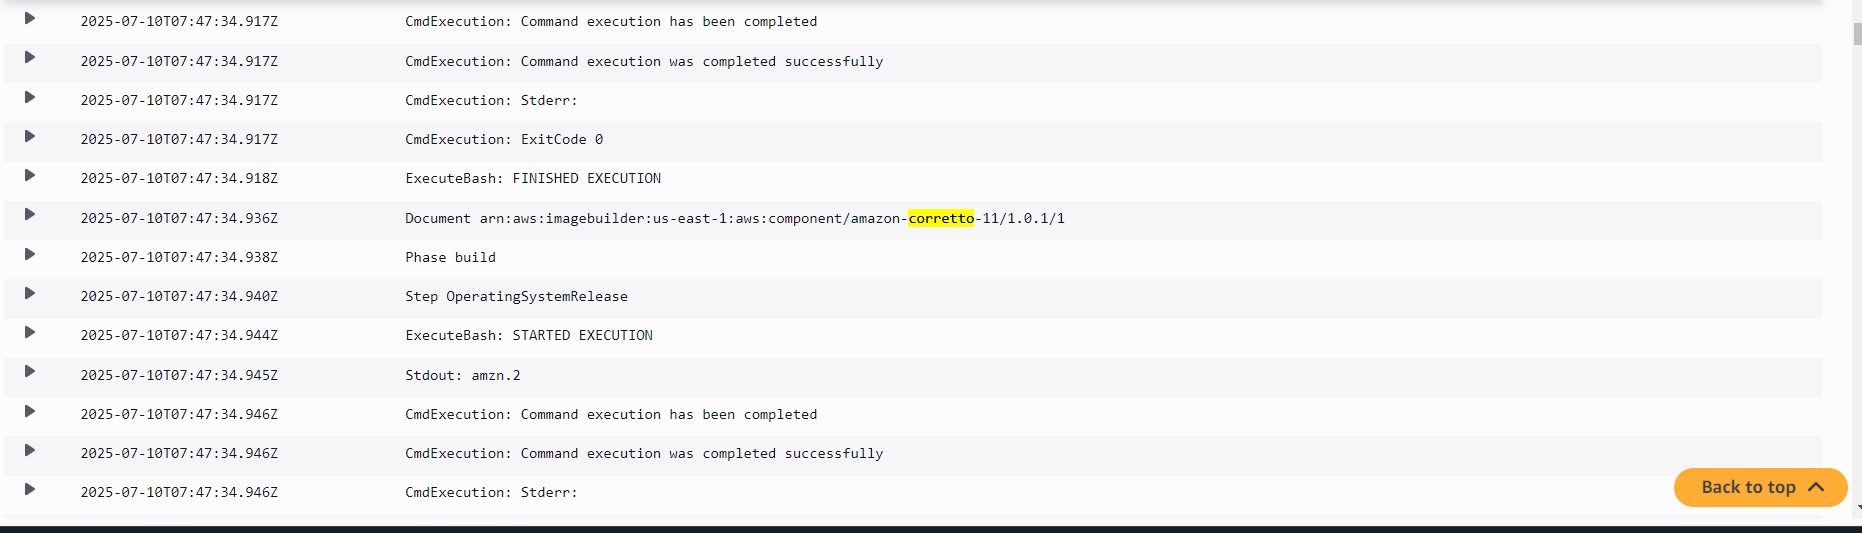 2025-07-10T07:47:34.917Z CmdExecution: Command execution has been completed
2025-07-10T07:47:34.917Z CmdExecution: Command execution was completed successfully
2025-07-10T07:47:34.917Z CmdExecution: Stderr:
2025-07-10T07:47:34.917Z CmdExecution: ExitCode 0
2025-07-10T07:47:34.918Z ExecuteBash: FINISHED EXECUTION
2025-07-10T07:47:34.936Z Document arn:aws:imagebuilder:us-east-1:aws:component/amazon-corretto-11/1.0.1/1
2025-07-10T07:47:34.938Z Phase build
2025-07-10T07:47:34.940Z Step OperatingSystemRelease
2025-07-10T07:47:34.944Z ExecuteBash: STARTED EXECUTION
2025-07-10T07:47:34.945Z Stdout: amzn.2
2025-07-10T07:47:34.946Z CmdExecution: Command execution has been completed
2025-07-10T07:47:34.946Z CmdExecution: Command execution was completed successfully
2025-07-10T07:47:34.946Z CmdExecution: Stderr:
Back to top